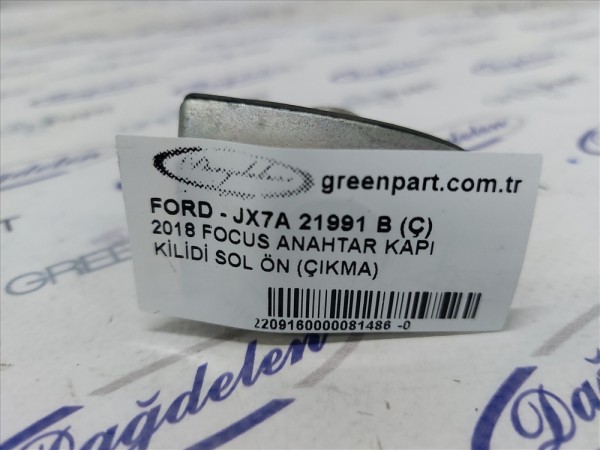 Dağdelen greenpart.com.tr
FORD - JX7A 21991 B (Ç)
2018 FOCUS ANAHTAR KAPI
KİLİDİ SOL ÖN (ÇIKMA)
2209160000081486 -0
Dağdelen